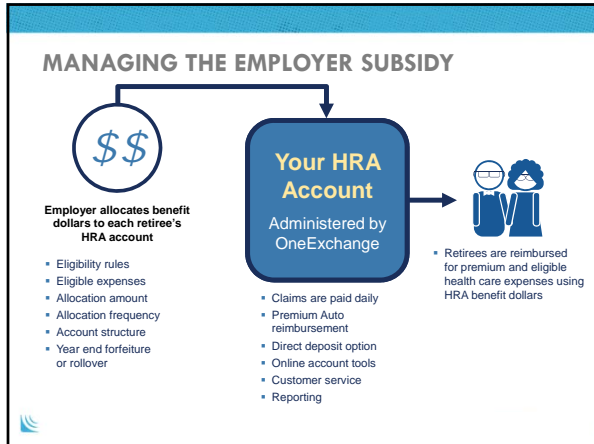 MANAGING THE EMPLOYER SUBSIDY
$$
Employer allocates benefit
dollars to each retiree's
HRA account
▪ Eligibility rules
▪ Eligible expenses
▪ Allocation amount
▪ Allocation frequency
▪ Account structure
▪ Year end forfeiture
or rollover
Your HRA
Account
Administered by
OneExchange
▪ Claims are paid daily
▪ Premium Auto
reimbursement
▪ Direct deposit option
▪ Online account tools
▪ Customer service
▪ Reporting
▪ Retirees are reimbursed
for premium and eligible
health care expenses using
HRA benefit dollars